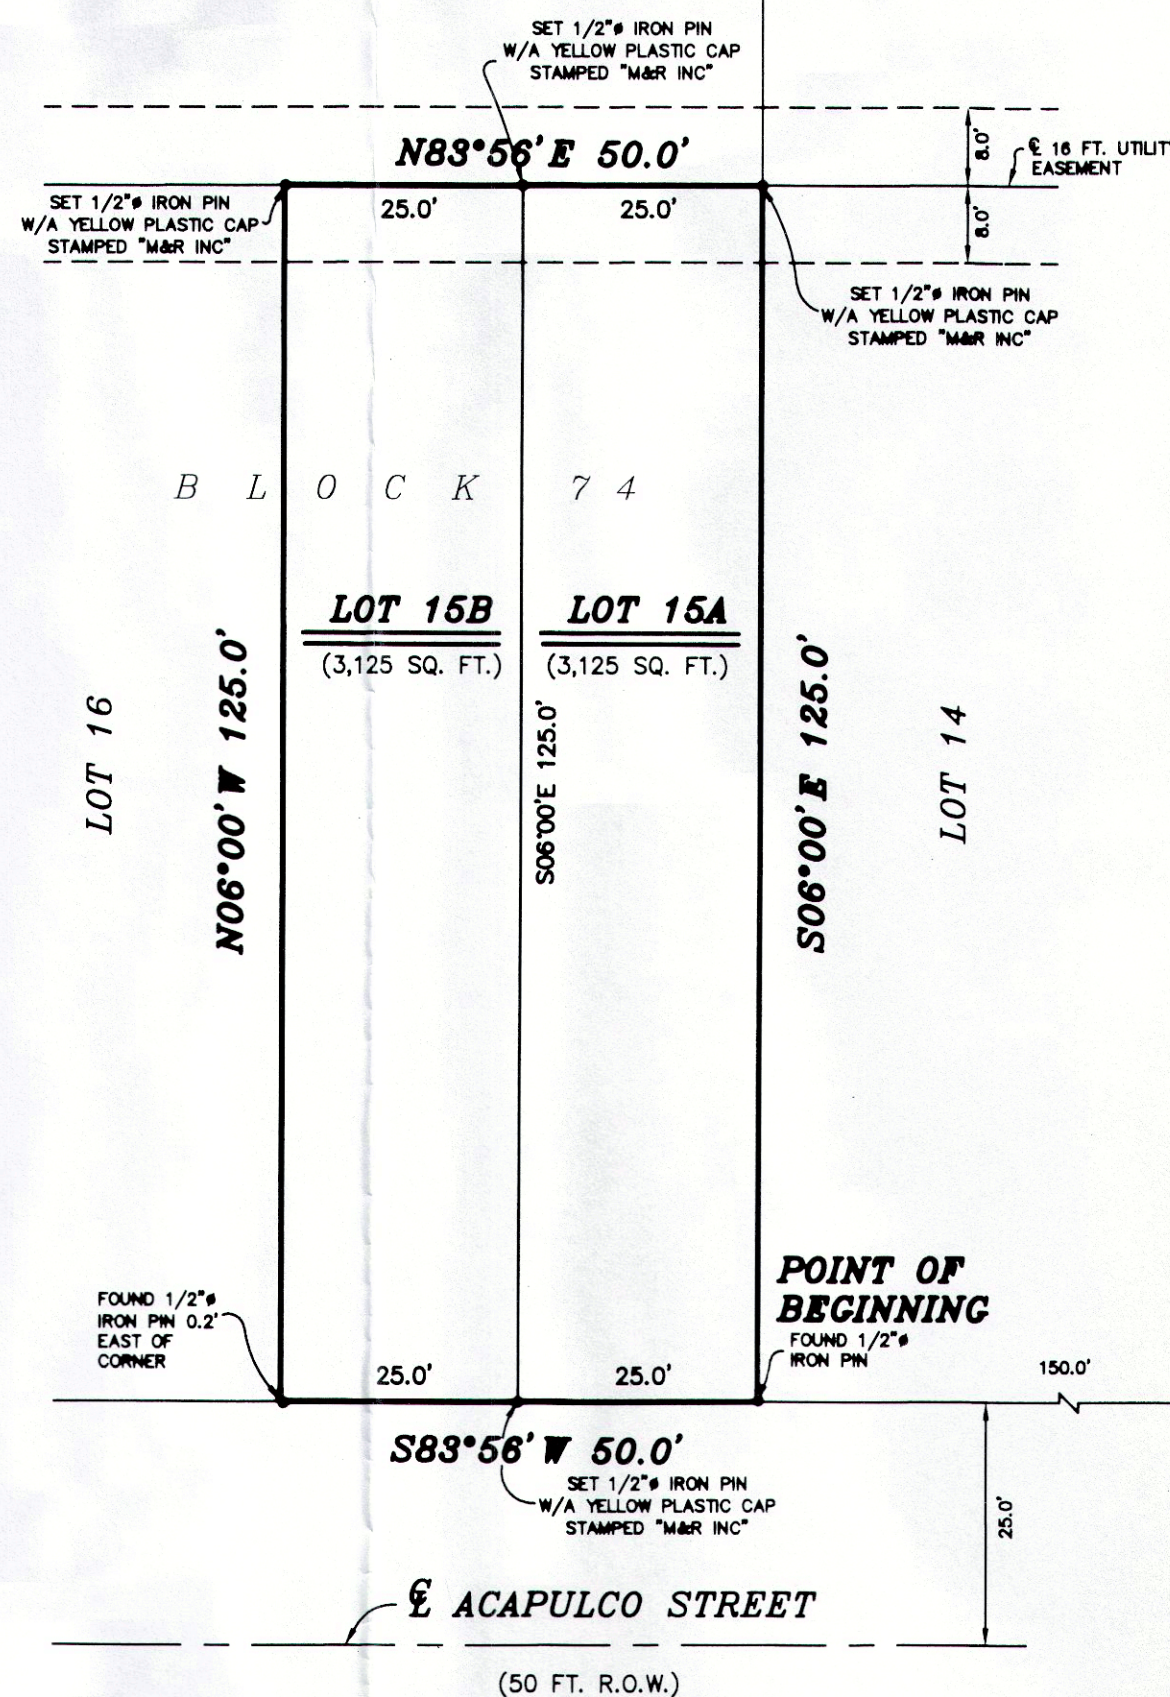 SET 1/2"ø IRON PIN
W/A YELLOW PLASTIC CAP
STAMPED "M&R INC"
N83°56'E 50.0'
8.0'
℄ 16 FT. UTILIT
EASEMENT
SET 1/2"ø IRON PIN
W/A YELLOW PLASTIC CAP
STAMPED "M&R INC"
25.0'
25.0'
8.0'
SET 1/2"ø IRON PIN
W/A YELLOW PLASTIC CAP
STAMPED "M&R INC"
BLOCK 74
LOT 15B
(3,125 SQ. FT.)
LOT 15A
(3,125 SQ. FT.)
LOT 16
N06°00'W 125.0'
S06°00'E 125.0'
S06°00'E 125.0'
LOT 14
POINT OF
BEGINNING
FOUND 1/2"ø
IRON PIN
FOUND 1/2"ø
IRON PIN 0.2'
EAST OF
CORNER
25.0'
25.0'
150.0'
S83°56'W 50.0'
SET 1/2"ø IRON PIN
W/A YELLOW PLASTIC CAP
STAMPED "M&R INC"
25.0'
℄ ACAPULCO STREET
(50 FT. R.O.W.)